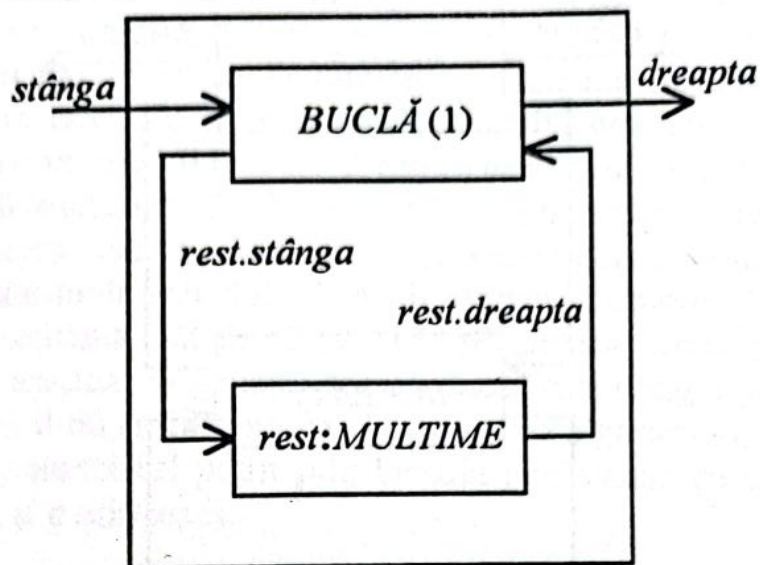 stânga
dreapta
BUCLĂ (1)
rest.stânga
rest.dreapta
rest:MULTIME